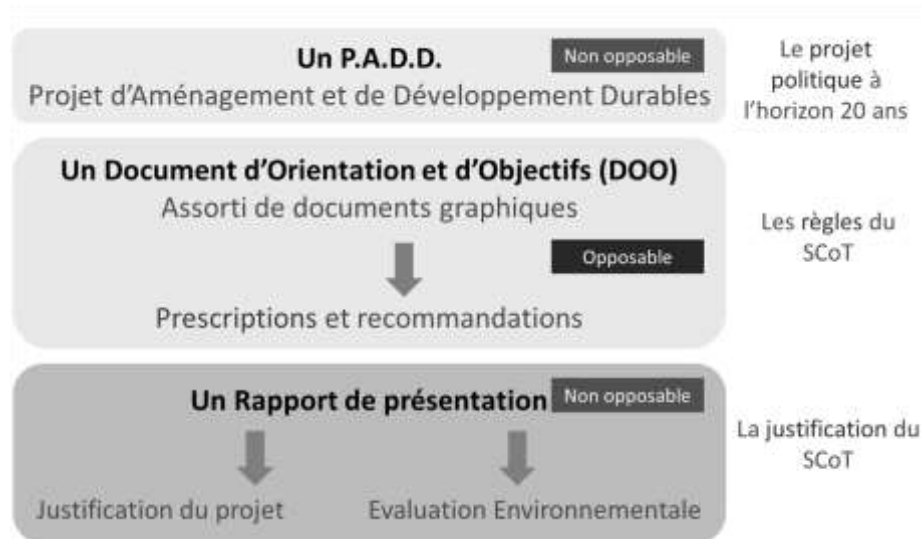 Un P.A.D.D.
Non opposable
Projet d'Aménagement et de Développement Durables
Le projet
politique à
l'horizon 20 ans
Un Document d'Orientation et d'Objectifs (DOO)
Assorti de documents graphiques
Opposable
Prescriptions et recommandations
Les règles du
SCoT
Un Rapport de présentation
Non opposable
Justification du projet
Evaluation Environnementale
La justification du
SCoT